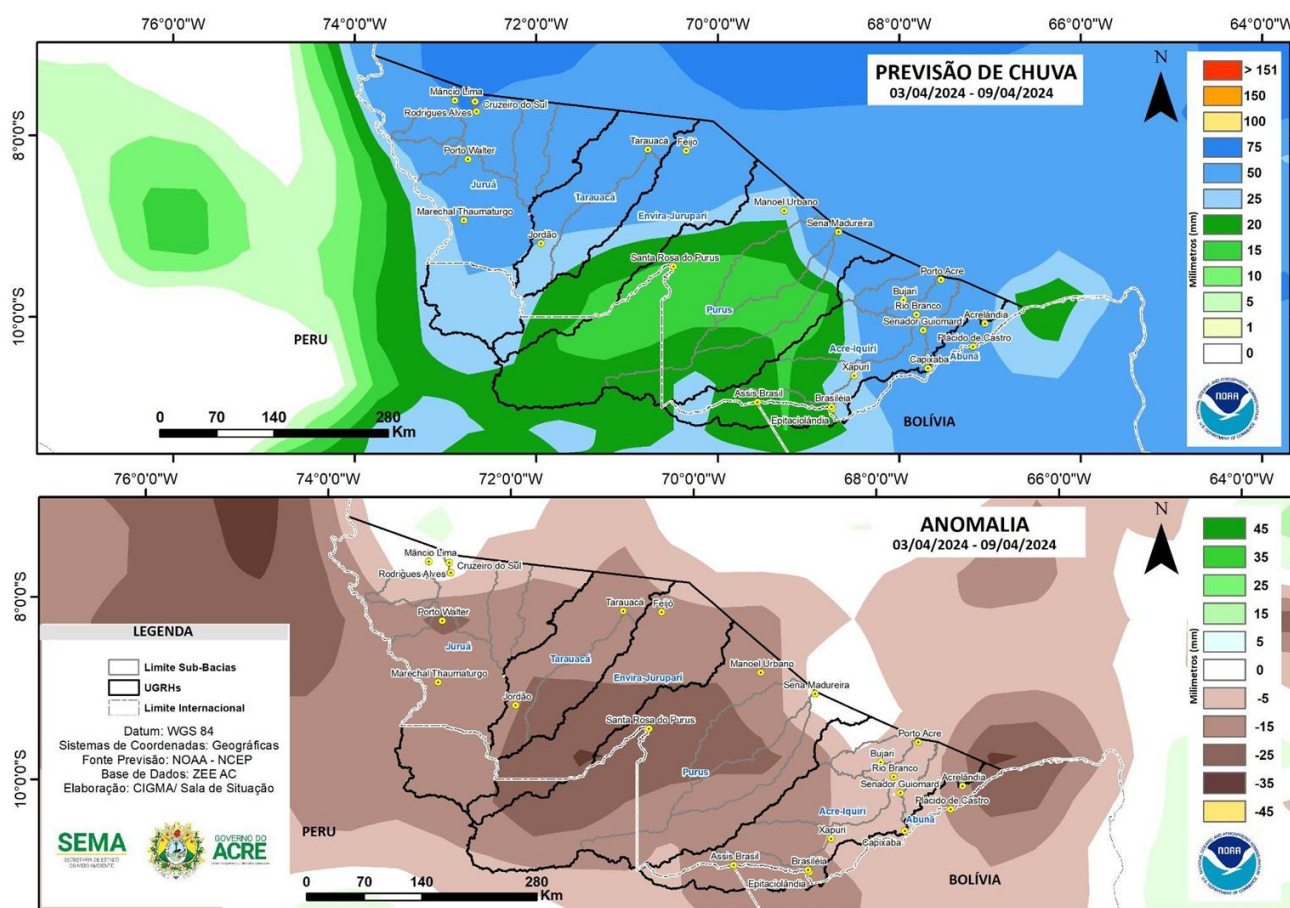 76°0'0"W 74°0'0"W 72°0'0"W 70°0'0"W 68°0'0"W 66°0'0"W 64°0'0"W
8°0'0"S
10°0'0"S
PREVISÃO DE CHUVA
03/04/2024 - 09/04/2024
N
Milímetros (mm)
> 151
150
100
75
50
25
20
15
10
5
1
0
Mâncio Lima
Cruzeiro do Sul
Rodrigues Alves
Porto Walter
Juruá
Marechal Thaumaturgo
Tarauacá
Feijó
Tarauacá
Jordão
Envira-Jurupari
Manoel Urbano
Sena Madureira
Santa Rosa do Purus
Purus
Porto Acre
Bujari
Rio Branco
Senador Guiomard
Acrelândia
Plácido de Castro
Acre-Iquiri
Abunã
Capixaba
Xapuri
Assis Brasil
Brasiléia
Epitaciolândia
PERU
BOLÍVIA
0 70 140 280
Km
NOAA
76°0'0"W 74°0'0"W 72°0'0"W 70°0'0"W 68°0'0"W 66°0'0"W 64°0'0"W
8°0'0"S
10°0'0"S
ANOMALIA
03/04/2024 - 09/04/2024
N
Milímetros (mm)
45
35
25
15
5
0
-5
-15
-25
-35
-45
Mâncio Lima
Cruzeiro do Sul
Rodrigues Alves
Porto Walter
Juruá
Marechal Thaumaturgo
Tarauacá
Feijó
Tarauacá
Jordão
Envira-Jurupari
Manoel Urbano
Sena Madureira
Santa Rosa do Purus
Purus
Porto Acre
Bujari
Rio Branco
Senador Guiomard
Acrelândia
Plácido de Castro
Acre-Iquiri
Abunã
Capixaba
Xapuri
Assis Brasil
Brasiléia
Epitaciolândia
PERU
BOLÍVIA
LEGENDA
Limite Sub-Bacias
UGRHs
Limite Internacional
Datum: WGS 84
Sistemas de Coordenadas: Geográficas
Fonte Previsão: NOAA - NCEP
Base de Dados: ZEE AC
Elaboração: CIGMA/ Sala de Situação
SEMA
SECRETARIA DE ESTADO
DO MEIO AMBIENTE
GOVERNO DO
ACRE
0 70 140 280
Km
NOAA